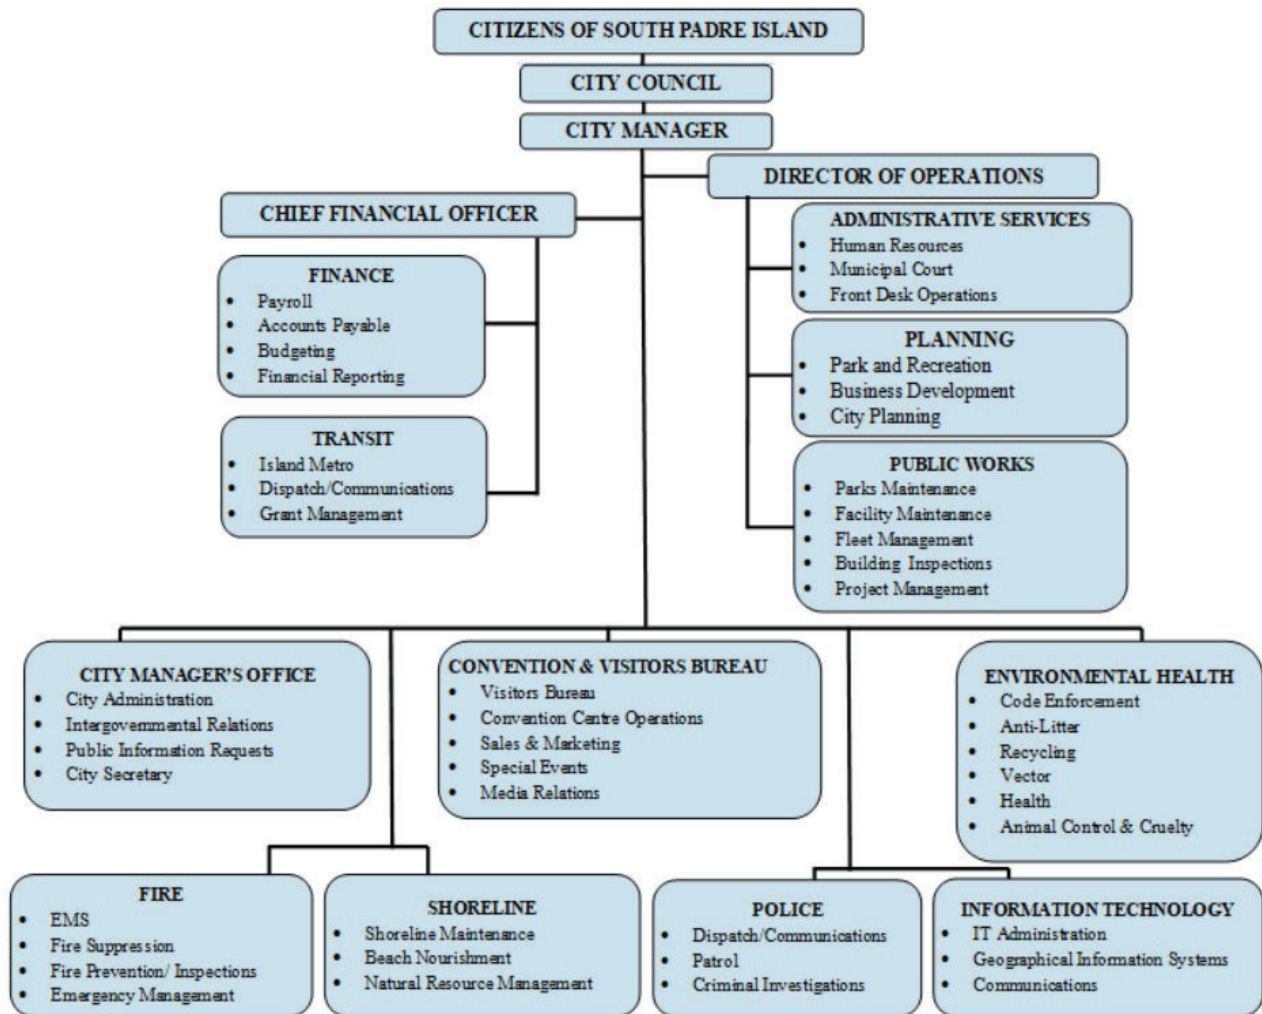 CITIZENS OF SOUTH PADRE ISLAND
CITY COUNCIL
CITY MANAGER
DIRECTOR OF OPERATIONS
CHIEF FINANCIAL OFFICER
ADMINISTRATIVE SERVICES
• Human Resources
• Municipal Court
• Front Desk Operations
FINANCE
• Payroll
• Accounts Payable
• Budgeting
• Financial Reporting
PLANNING
• Park and Recreation
• Business Development
• City Planning
TRANSIT
• Island Metro
• Dispatch/Communications
• Grant Management
PUBLIC WORKS
• Parks Maintenance
• Facility Maintenance
• Fleet Management
• Building Inspections
• Project Management
CITY MANAGER'S OFFICE
• City Administration
• Intergovernmental Relations
• Public Information Requests
• City Secretary
CONVENTION & VISITORS BUREAU
• Visitors Bureau
• Convention Centre Operations
• Sales & Marketing
• Special Events
• Media Relations
ENVIRONMENTAL HEALTH
• Code Enforcement
• Anti-Litter
• Recycling
• Vector
• Health
• Animal Control & Cruelty
FIRE
• EMS
• Fire Suppression
• Fire Prevention/ Inspections
• Emergency Management
SHORELINE
• Shoreline Maintenance
• Beach Nourishment
• Natural Resource Management
POLICE
• Dispatch/Communications
• Patrol
• Criminal Investigations
INFORMATION TECHNOLOGY
• IT Administration
• Geographical Information Systems
• Communications